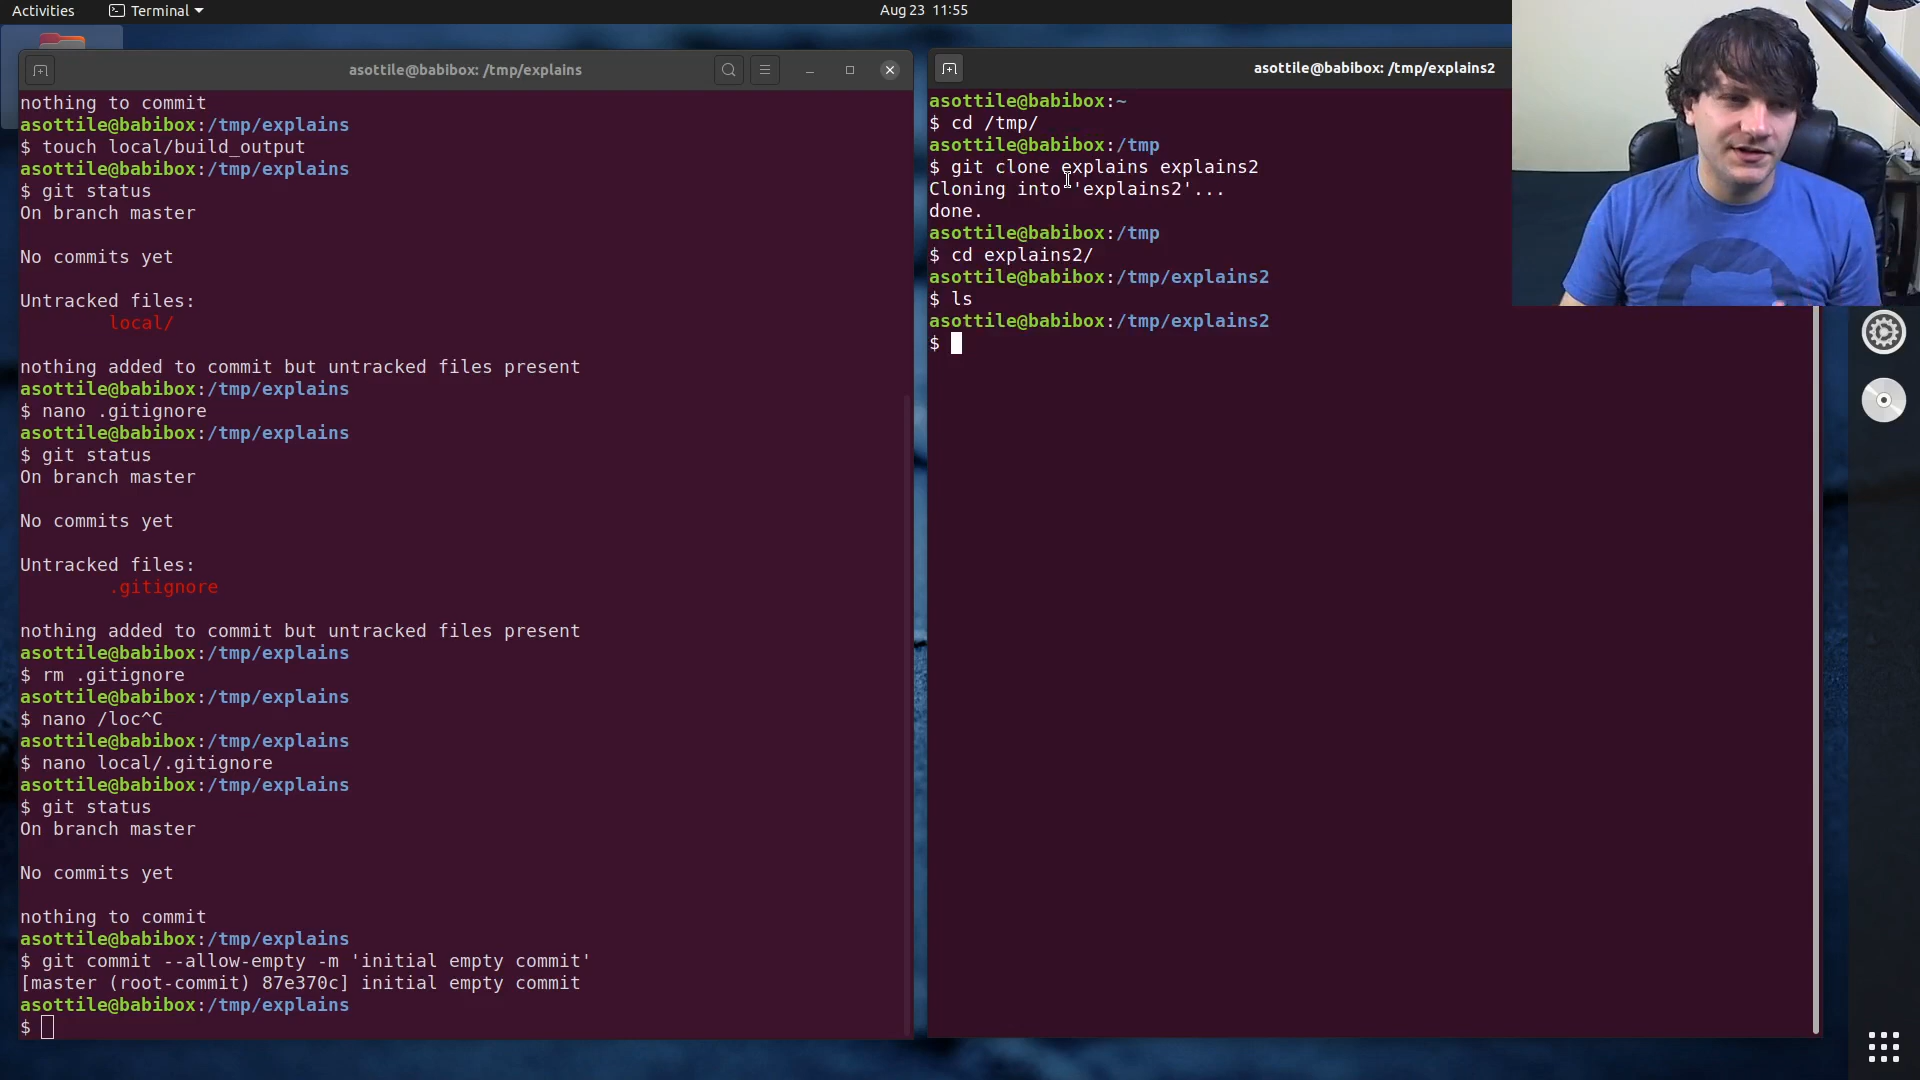 Activities
Terminal
Aug 23 11:55
asottile@babibox: /tmp/explains
nothing to commit
asottile@babibox:/tmp/explains
$ touch local/build_output
asottile@babibox:/tmp/explains
$ git status
On branch master
No commits yet
Untracked files:
local/
nothing added to commit but untracked files present
asottile@babibox:/tmp/explains
$ nano .gitignore
asottile@babibox:/tmp/explains
$ git status
On branch master
No commits yet
Untracked files:
.gitignore
nothing added to commit but untracked files present
asottile@babibox:/tmp/explains
$ rm .gitignore
asottile@babibox:/tmp/explains
$ nano /loc^C
asottile@babibox:/tmp/explains
$ nano local/.gitignore
asottile@babibox:/tmp/explains
$ git status
On branch master
No commits yet
nothing to commit
asottile@babibox:/tmp/explains
$ git commit --allow-empty -m 'initial empty commit'
[master (root-commit) 87e370c] initial empty commit
asottile@babibox:/tmp/explains
$
asottile@babibox: /tmp/explains2
asottile@babibox:~
$ cd /tmp/
asottile@babibox:/tmp
$ git clone explains explains2
Cloning into 'explains2'...
done.
asottile@babibox:/tmp
$ cd explains2/
asottile@babibox:/tmp/explains2
$ ls
asottile@babibox:/tmp/explains2
$